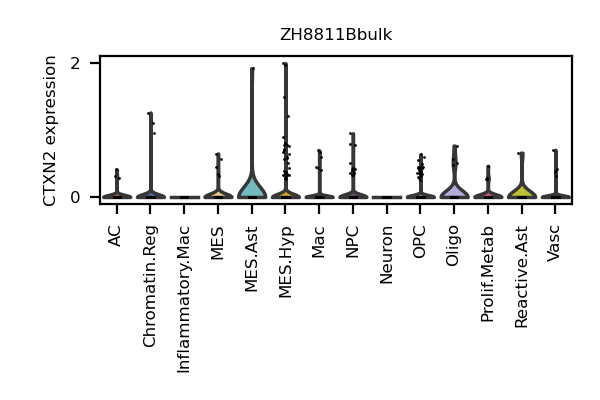 ZH8811Bbulk
CTXN2 expression
2
0
AC
Chromatin.Reg
Inflammatory.Mac
MES
MES.Ast
MES.Hyp
Mac
NPC
Neuron
OPC
Oligo
Prolif.Metab
Reactive.Ast
Vasc